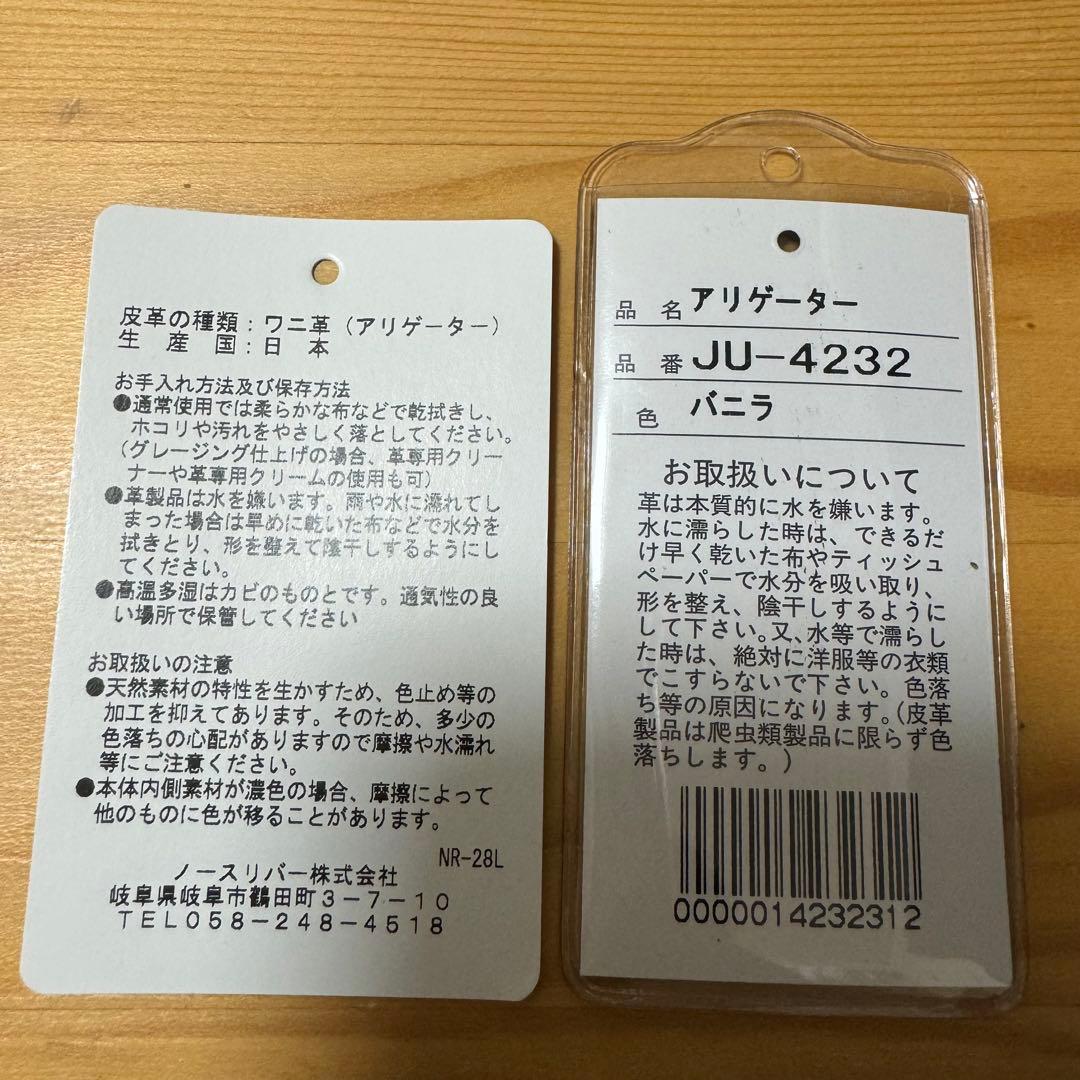 皮革の種類：ワニ革（アリゲーター）
生産国：日本
お手入れ方法及び保存方法
●通常使用では柔らかな布などで乾拭きし、
ホコリや汚れをやさしく落としてください。
（グレージング仕上げの場合、革専用クリー
ナーや革専用クリームの使用も可）
●革製品は水を嫌います。雨や水に濡れてし
まった場合は早めに乾いた布などで水分を
拭きとり、形を整えて陰干しするようにし
てください。
●高温多湿はカビのものとです。通気性の良
い場所で保管してください
お取扱いの注意
●天然素材の特性を生かすため、色止め等の
加工を抑えてあります。そのため、多少の
色落ちの心配がありますので摩擦や水濡れ
等にご注意ください。
●本体内側素材が濃色の場合、摩擦によって
他のものに色が移ることがあります。
NR-28L
ノースリバー株式会社
岐阜県岐阜市鶴田町3-7-10
TEL058-248-4518
品名 アリゲーター
品番 JU-4232
色 バニラ
お取扱いについて
革は本質的に水を嫌います。
水に濡らした時は、できるだ
け早く乾いた布やティッシュ
ペーパーで水分を吸い取り、
形を整え、陰干しするように
して下さい。又、水等で濡らし
た時は、絶対に洋服等の衣類
でこすらないで下さい。色落
ち等の原因になります。(皮革
製品は爬虫類製品に限らず色
落ちします。)
0000014232312